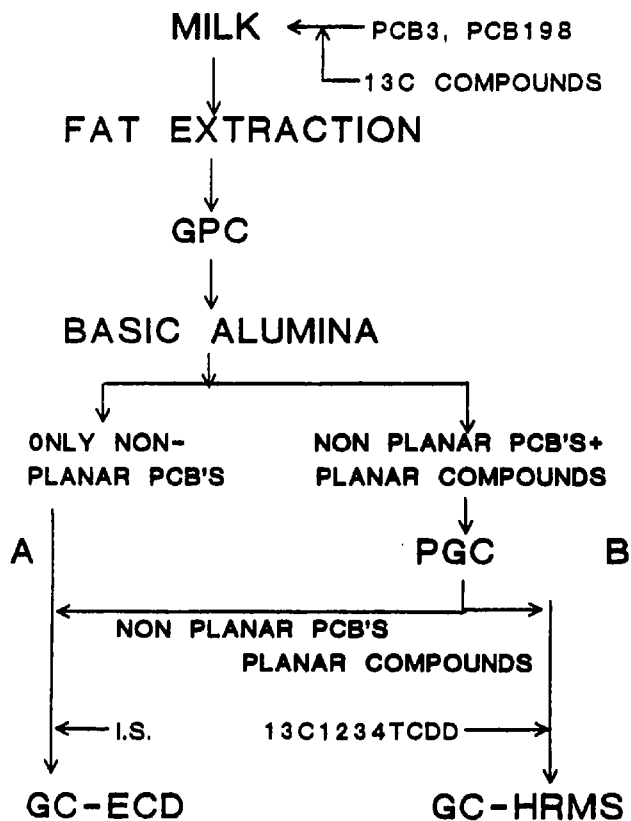 MILK
PCB3, PCB198
13C COMPOUNDS
FAT EXTRACTION
GPC
BASIC ALUMINA
ONLY NON-
PLANAR PCB'S
NON PLANAR PCB'S+
PLANAR COMPOUNDS
A
PGC
B
NON PLANAR PCB'S
PLANAR COMPOUNDS
I.S.
13C1234TCDD
GC-ECD
GC-HRMS